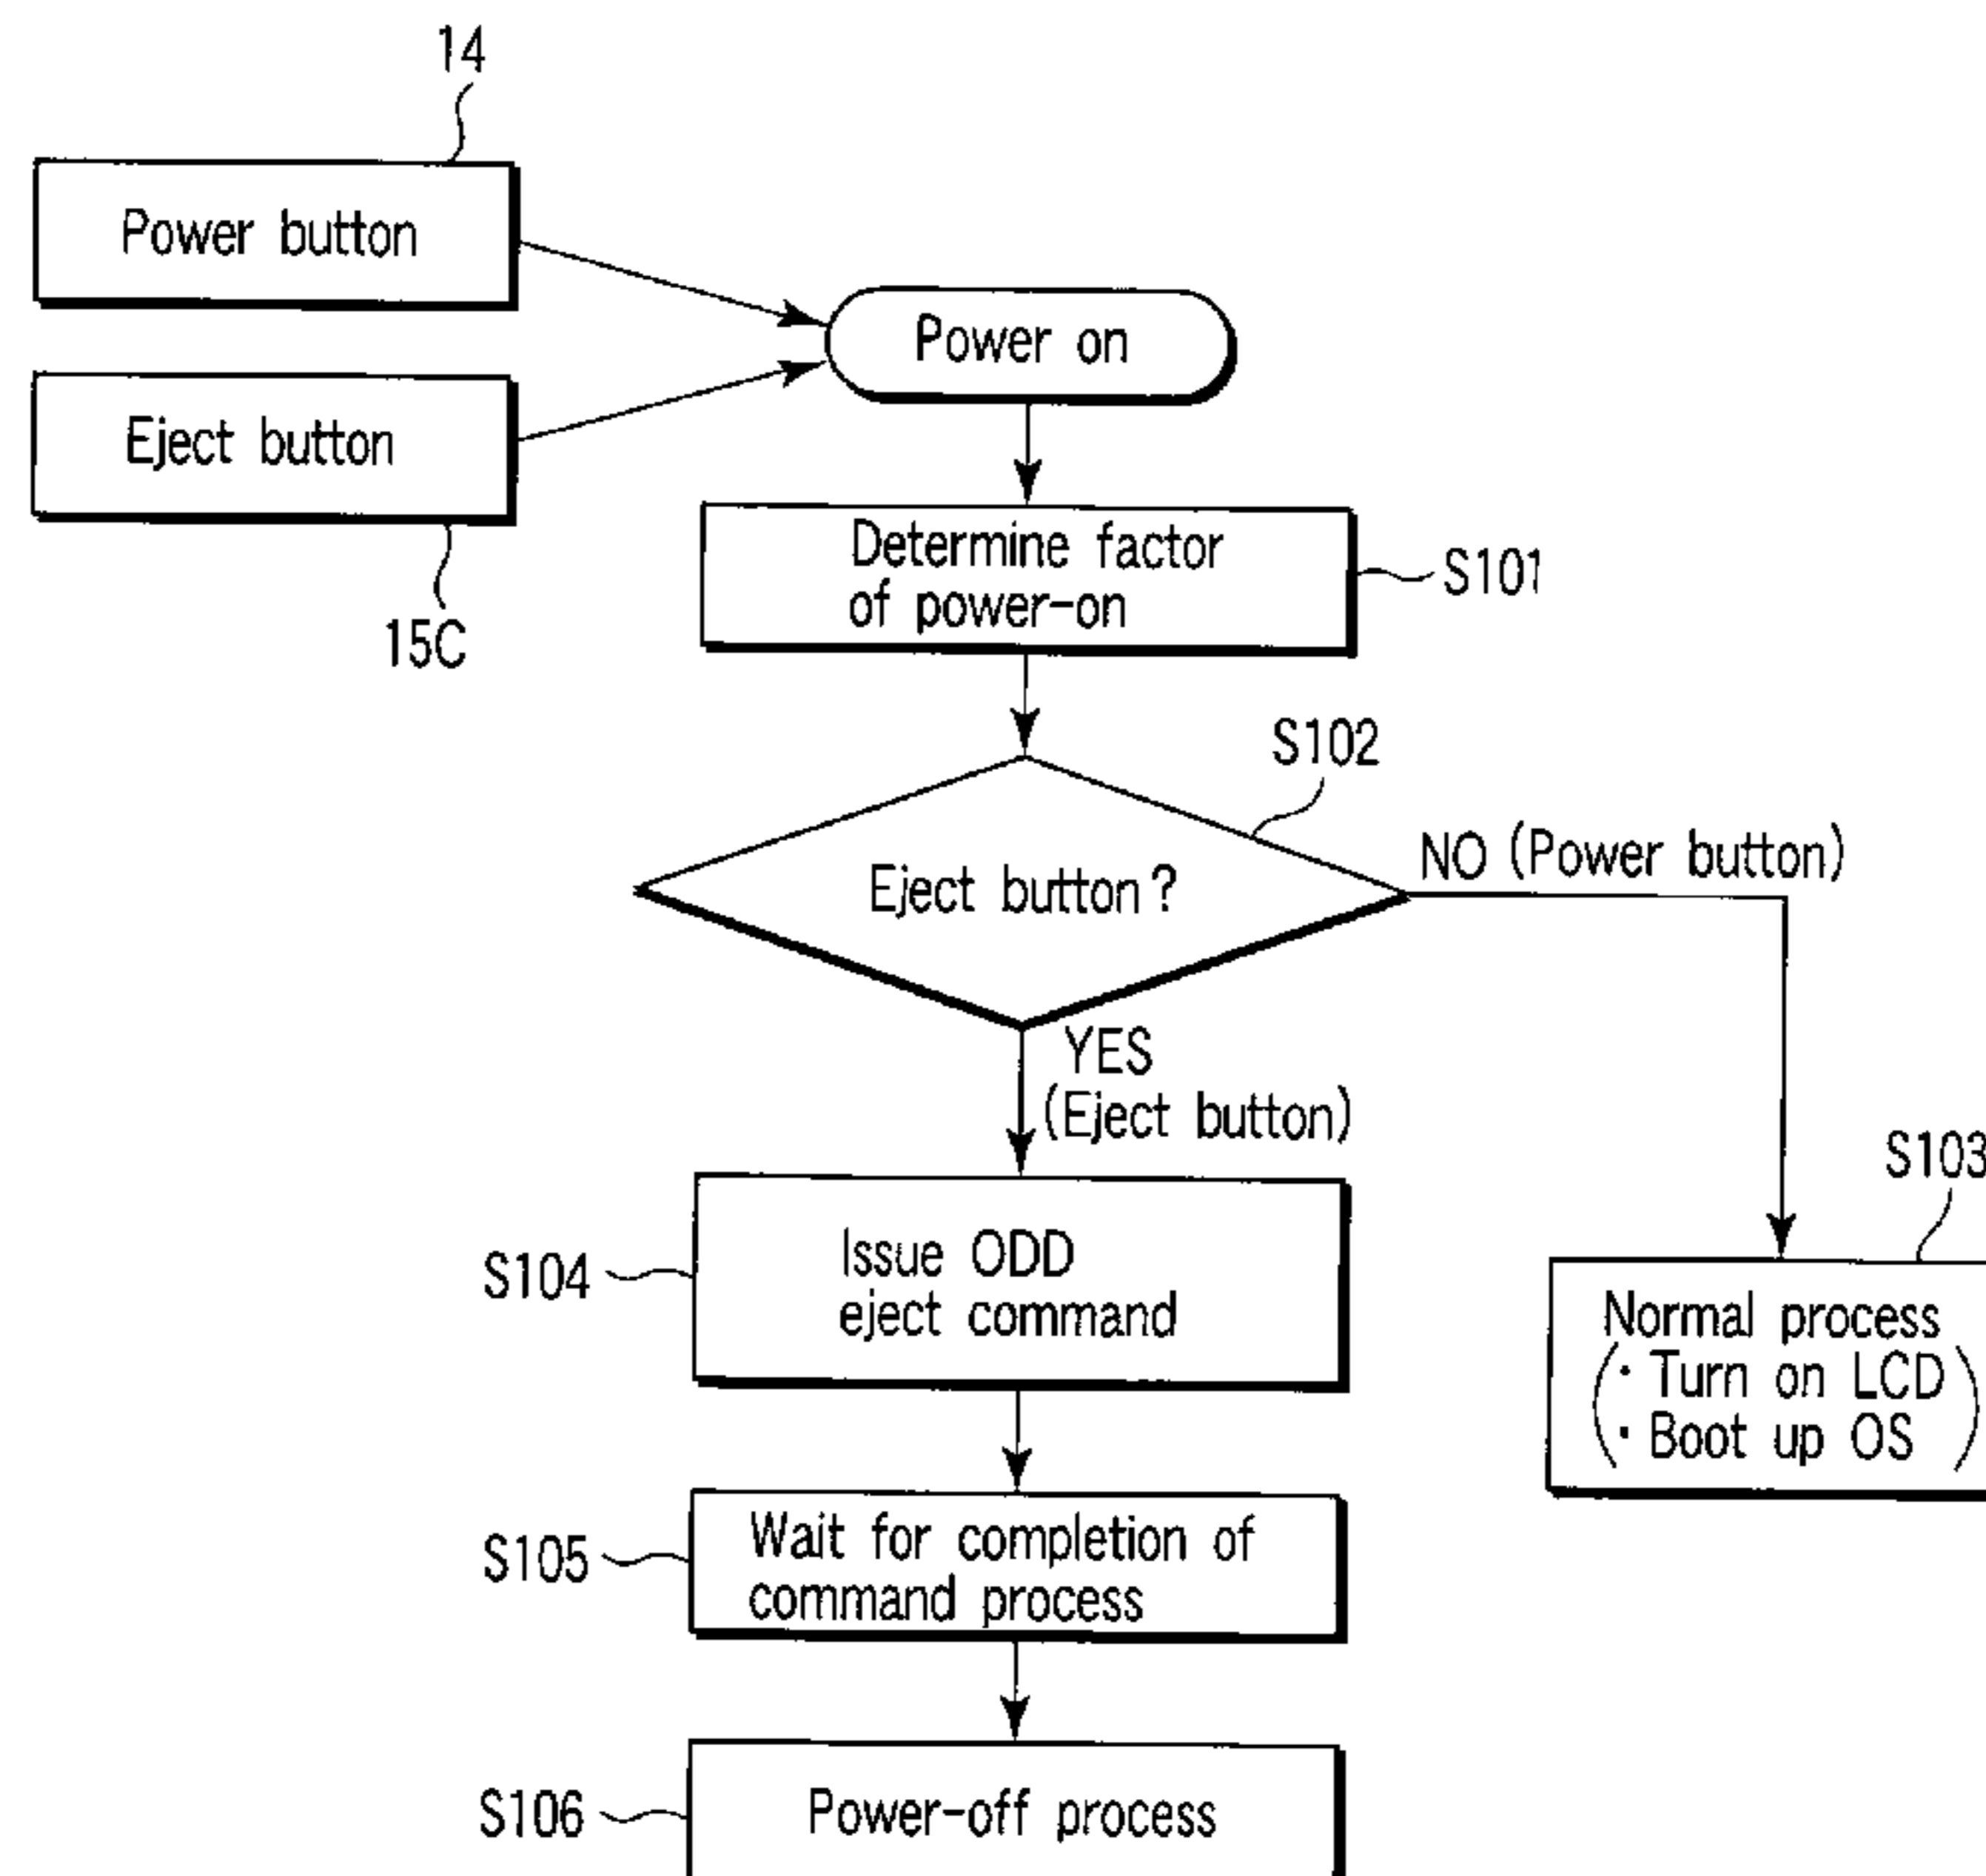 14
Power button
Power on
Eject button
15C
Determine factor
of power-on
S101
S102
Eject button?
NO (Power button)
YES
(Eject button)
S103
S104
Issue ODD
eject command
Normal process
· Turn on LCD
· Boot up OS
S105
Wait for completion of
command process
S106
Power-off process